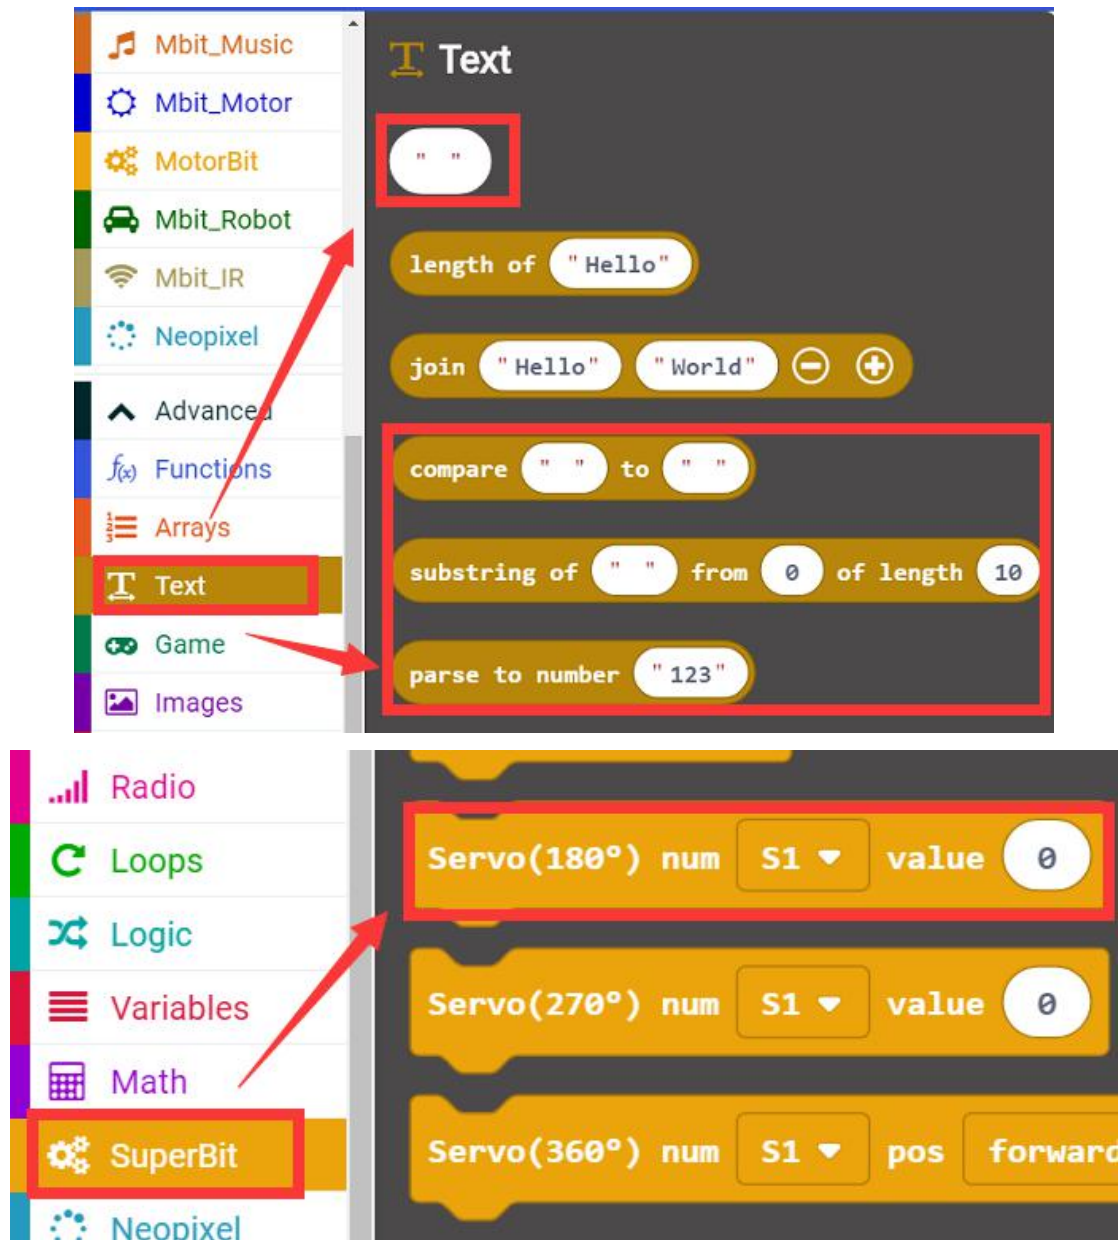 Mbit_Music
Mbit_Motor
MotorBit
Mbit_Robot
Mbit_IR
Neopixel
Advanced
f(x) Functions
Arrays
Text
Game
Images
Text
" "
length of "Hello"
join "Hello" "World"
compare " " to " "
substring of " " from 0 of length 10
parse to number "123"
Radio
Loops
Logic
Variables
Math
SuperBit
Neopixel
Servo(180°) num S1 value 0
Servo(270°) num S1 value 0
Servo(360°) num S1 pos forward